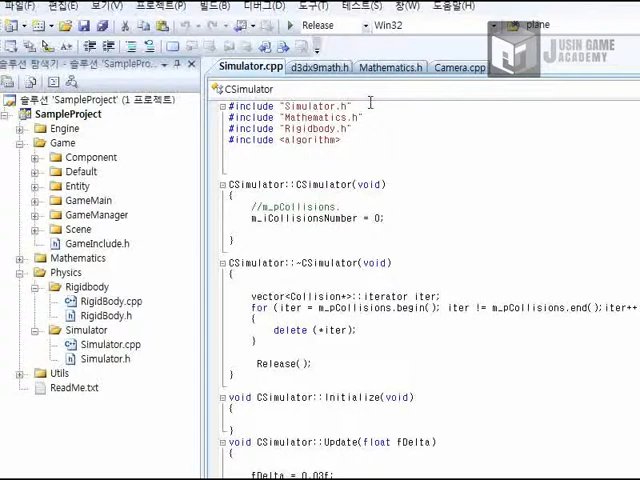 파일(F) 편집(E) 보기(V) 프로젝트(P) 빌드(B) 디버그(D) 도구(T) 테스트(S) 창(W) 도움말(H)
Release Win32 plane
JUSIN GAME
ACADEMY
솔루션 탐색기 - 솔루션 'SamplePro...
Simulator.cpp d3dx9math.h Mathematics.h Camera.cpp
CSimulator
솔루션 'SampleProject' (1 프로젝트)
SampleProject
Engine
Game
Component
Default
Entity
GameMain
GameManager
Scene
GameInclude.h
Mathematics
Physics
Rigidbody
RigidBody.cpp
RigidBody.h
Simulator
Simulator.cpp
Simulator.h
Utils
ReadMe.txt
#include "Simulator.h"
#include "Mathematics.h"
#include "Rigidbody.h"
#include <algorithm>
CSimulator::CSimulator(void)
{
//m_pCollisions.
m_iCollisionsNumber = 0;
}
CSimulator::~CSimulator(void)
{
vector<Collision*>::iterator iter;
for (iter = m_pCollisions.begin(); iter != m_pCollisions.end();iter++
{
delete (*iter);
}
Release();
}
void CSimulator::Initialize(void)
{
}
void CSimulator::Update(float fDelta)
{
fDelta = 0.03f;